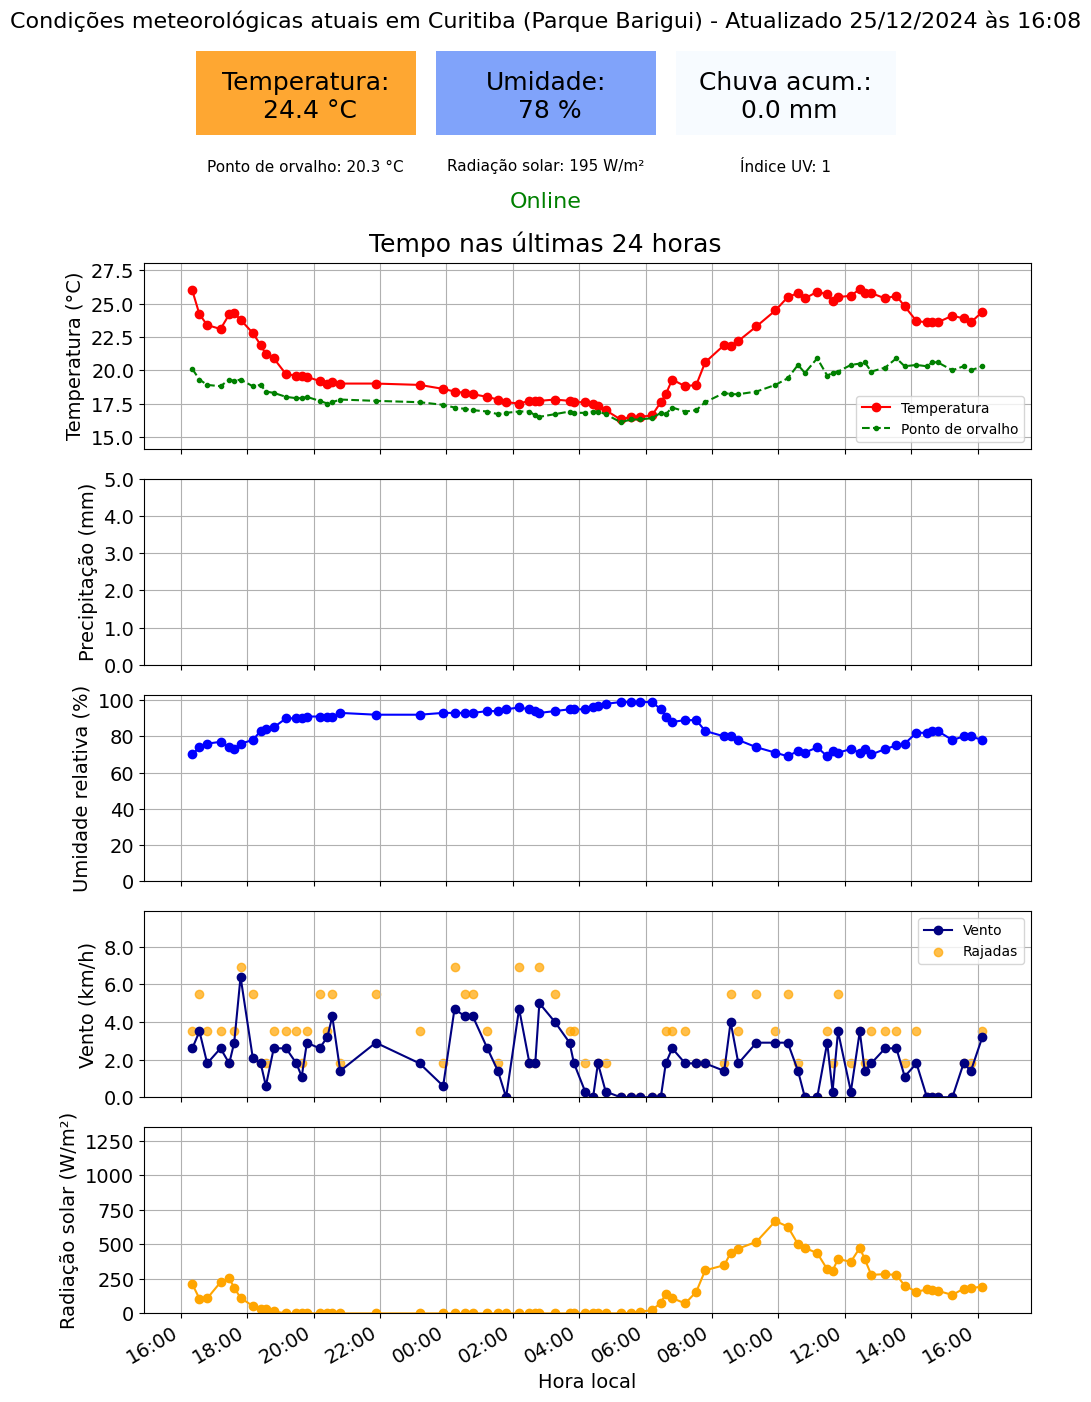 Condições meteorológicas atuais em Curitiba (Parque Barigui) - Atualizado 25/12/2024 às 16:08
Temperatura:
24.4 °C
Umidade:
78 %
Chuva acum.:
0.0 mm
Ponto de orvalho: 20.3 °C
Radiação solar: 195 W/m²
Índice UV: 1
Online
Tempo nas últimas 24 horas
Temperatura (°C)
27.5
25.0
22.5
20.0
17.5
15.0
Temperatura
Ponto de orvalho
Precipitação (mm)
5.0
4.0
3.0
2.0
1.0
0.0
Umidade relativa (%)
100
80
60
40
20
0
Vento (km/h)
8.0
6.0
4.0
2.0
0.0
Vento
Rajadas
Radiação solar (W/m²)
1250
1000
750
500
250
0
16:00
18:00
20:00
22:00
00:00
02:00
04:00
06:00
08:00
10:00
12:00
14:00
16:00
Hora local